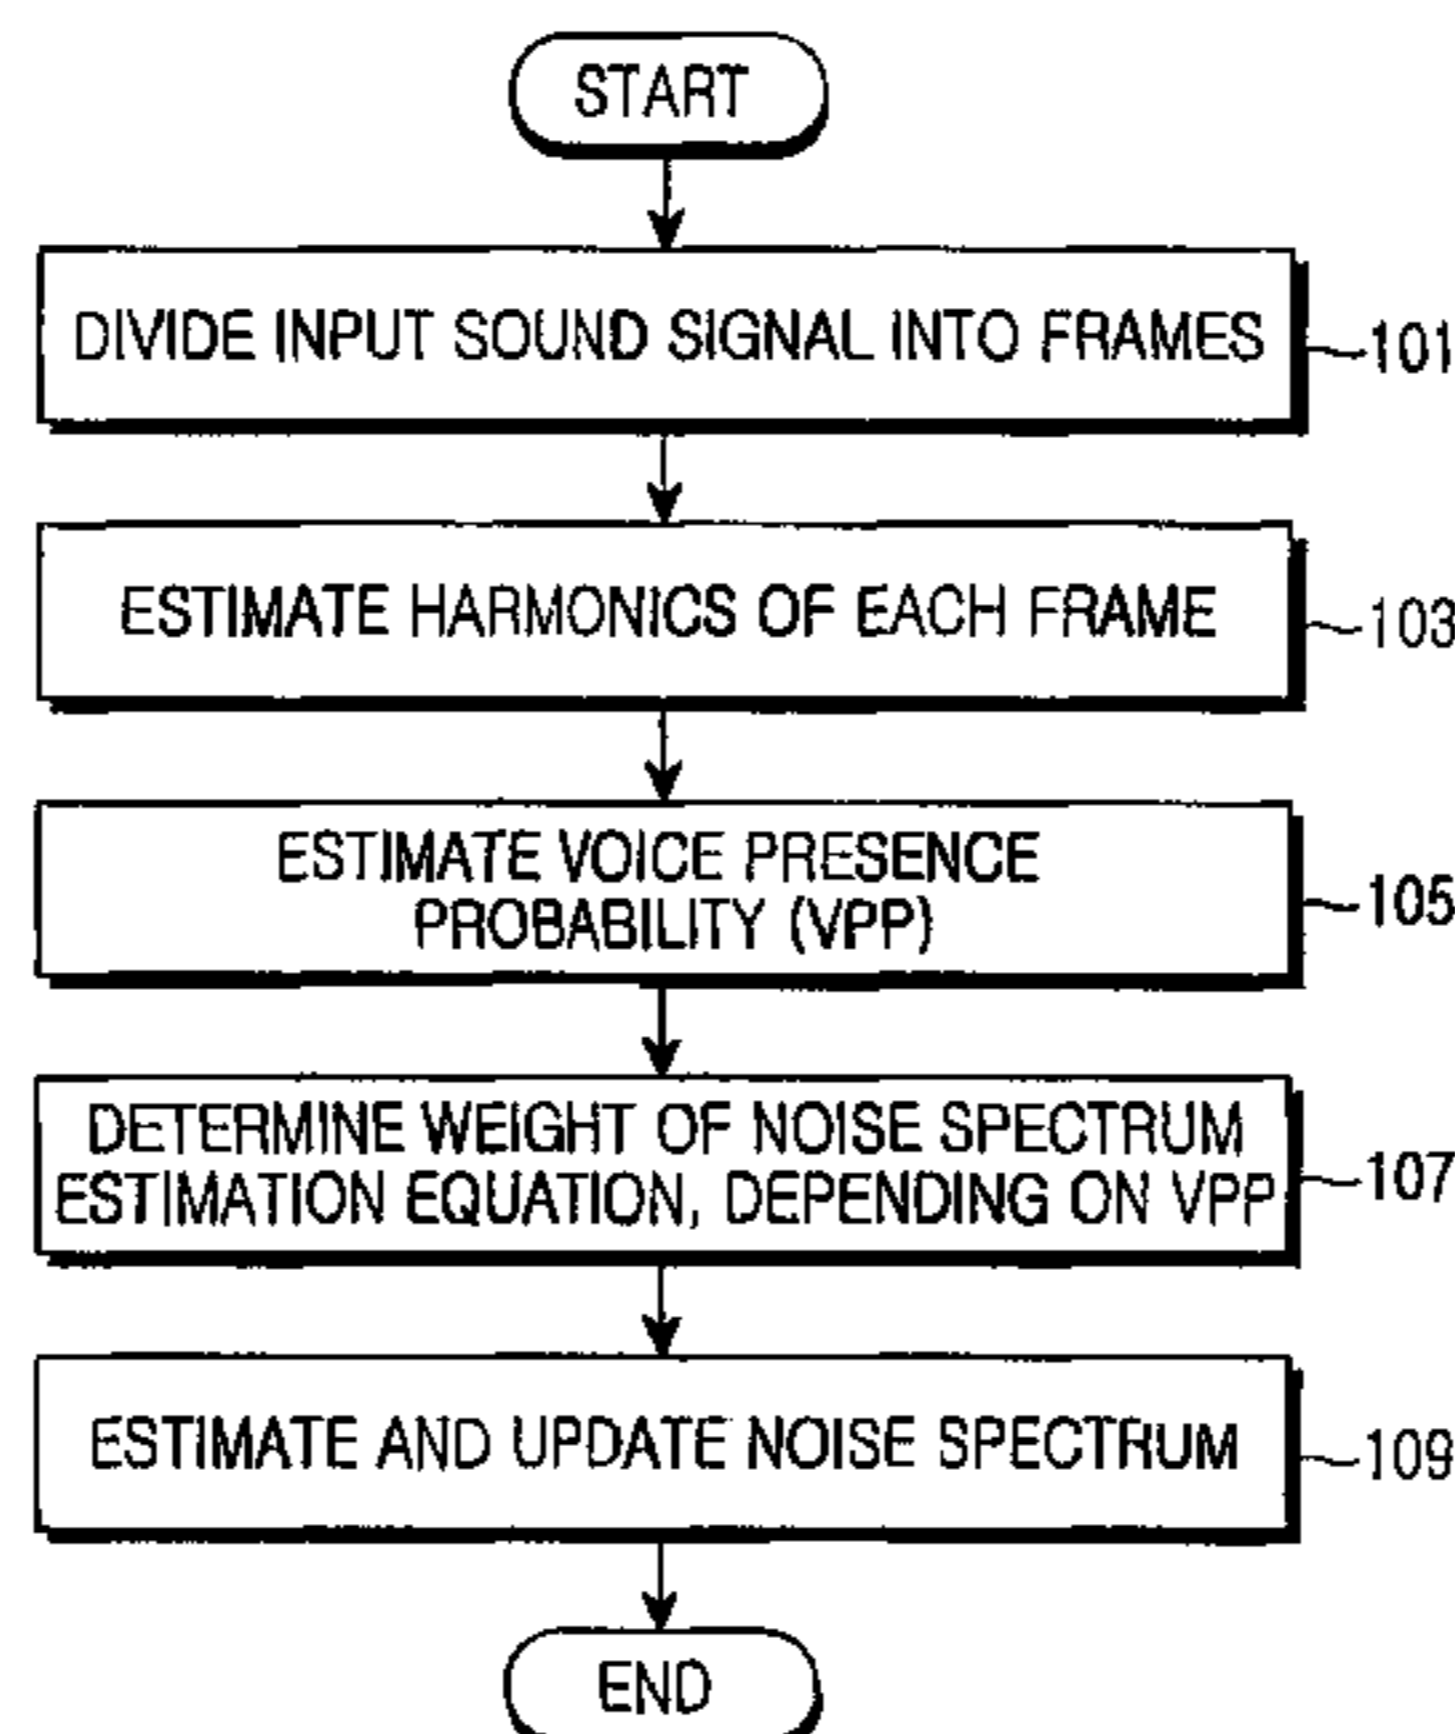 START
DIVIDE INPUT SOUND SIGNAL INTO FRAMES
101
ESTIMATE HARMONICS OF EACH FRAME
103
ESTIMATE VOICE PRESENCE
PROBABILITY (VPP)
105
DETERMINE WEIGHT OF NOISE SPECTRUM
ESTIMATION EQUATION, DEPENDING ON VPP
107
ESTIMATE AND UPDATE NOISE SPECTRUM
109
END